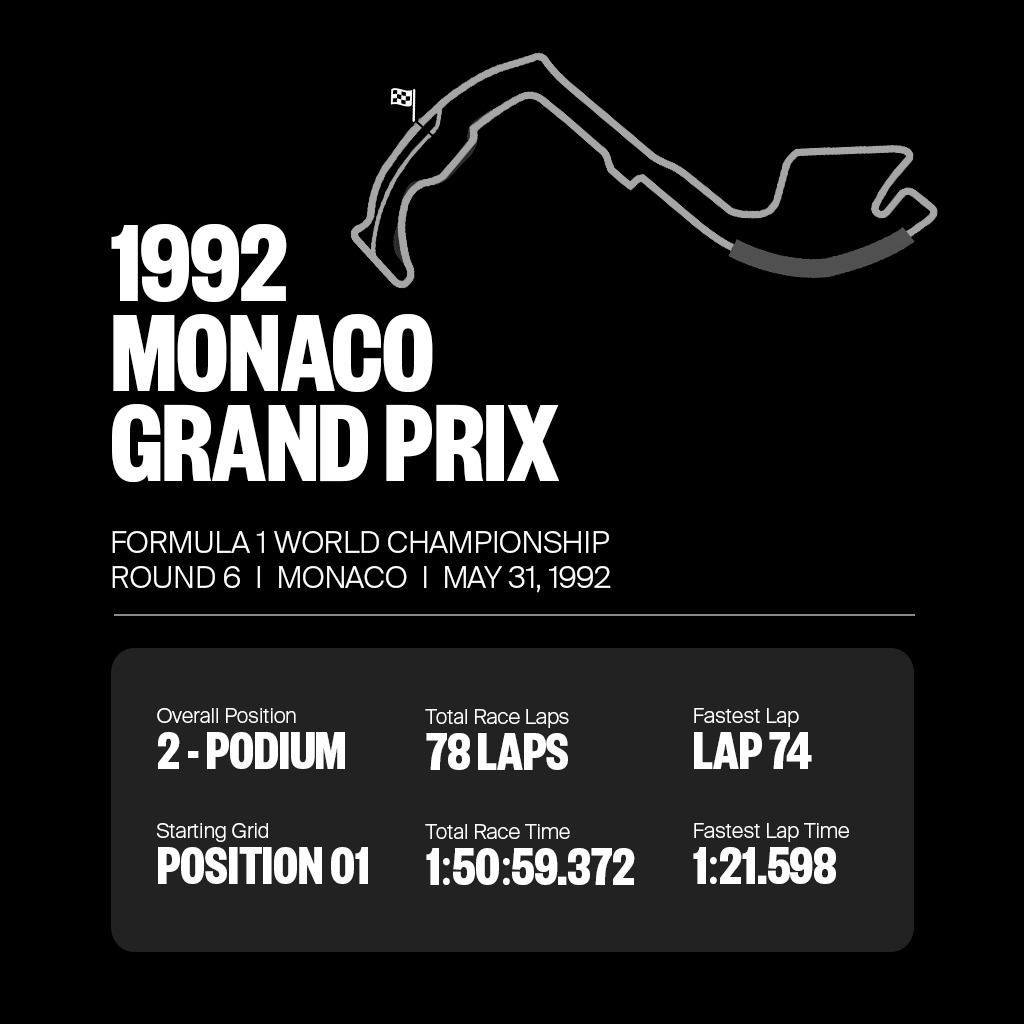 1992
MONACO
GRAND PRIX
FORMULA 1 WORLD CHAMPIONSHIP
ROUND 6 | MONACO | MAY 31, 1992
Overall Position
2 - PODIUM
Total Race Laps
78 LAPS
Fastest Lap
LAP 74
Starting Grid
POSITION 01
Total Race Time
1:50:59.372
Fastest Lap Time
1:21.598